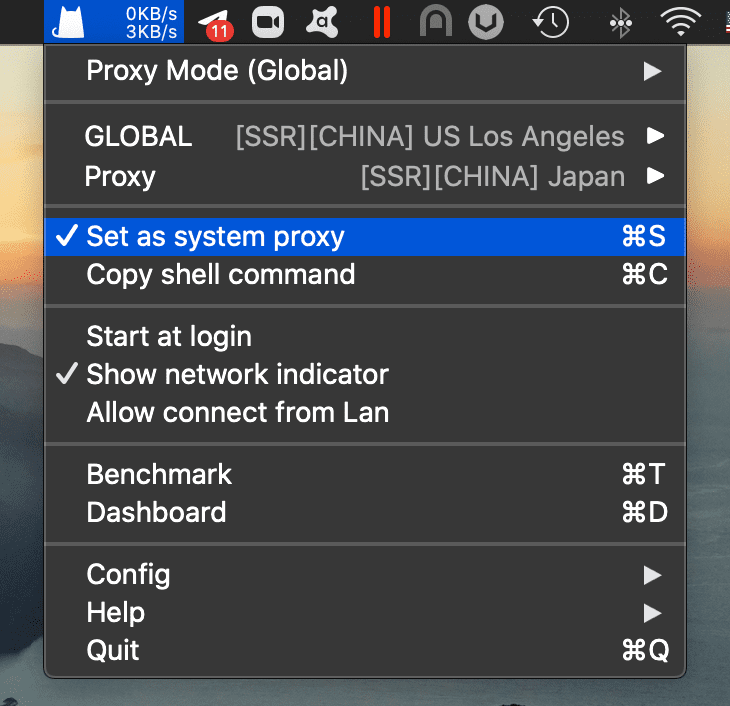 0KB/s
3KB/s
11
Proxy Mode (Global)
GLOBAL [SSR][CHINA] US Los Angeles
Proxy [SSR][CHINA] Japan
Set as system proxy ⌘S
Copy shell command ⌘C
Start at login
Show network indicator
Allow connect from Lan
Benchmark ⌘T
Dashboard ⌘D
Config
Help
Quit ⌘Q